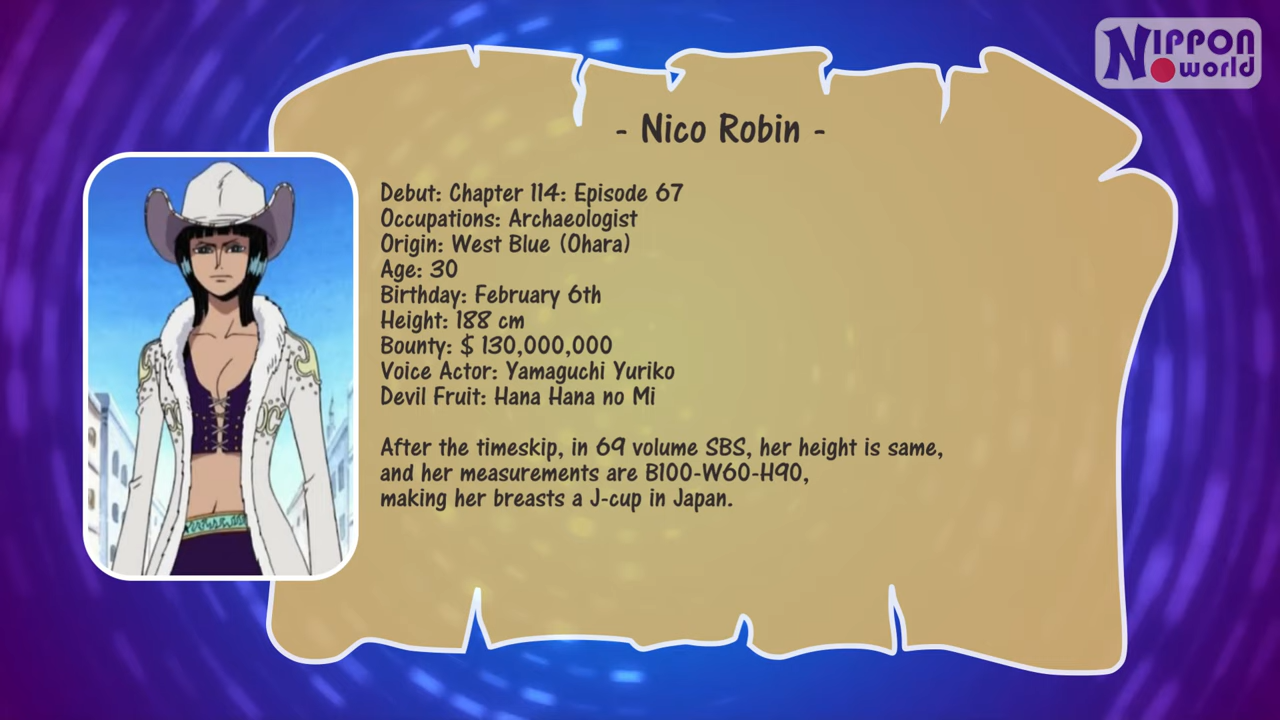 NIPPON
world
- Nico Robin -
Debut: Chapter 114: Episode 67
Occupations: Archaeologist
Origin: West Blue (Ohara)
Age: 30
Birthday: February 6th
Height: 188 cm
Bounty: $ 130,000,000
Voice Actor: Yamaguchi Yuriko
Devil Fruit: Hana Hana no Mi
After the timeskip, in 69 volume SBS, her height is same,
and her measurements are B100-W60-H90,
making her breasts a J-cup in Japan.